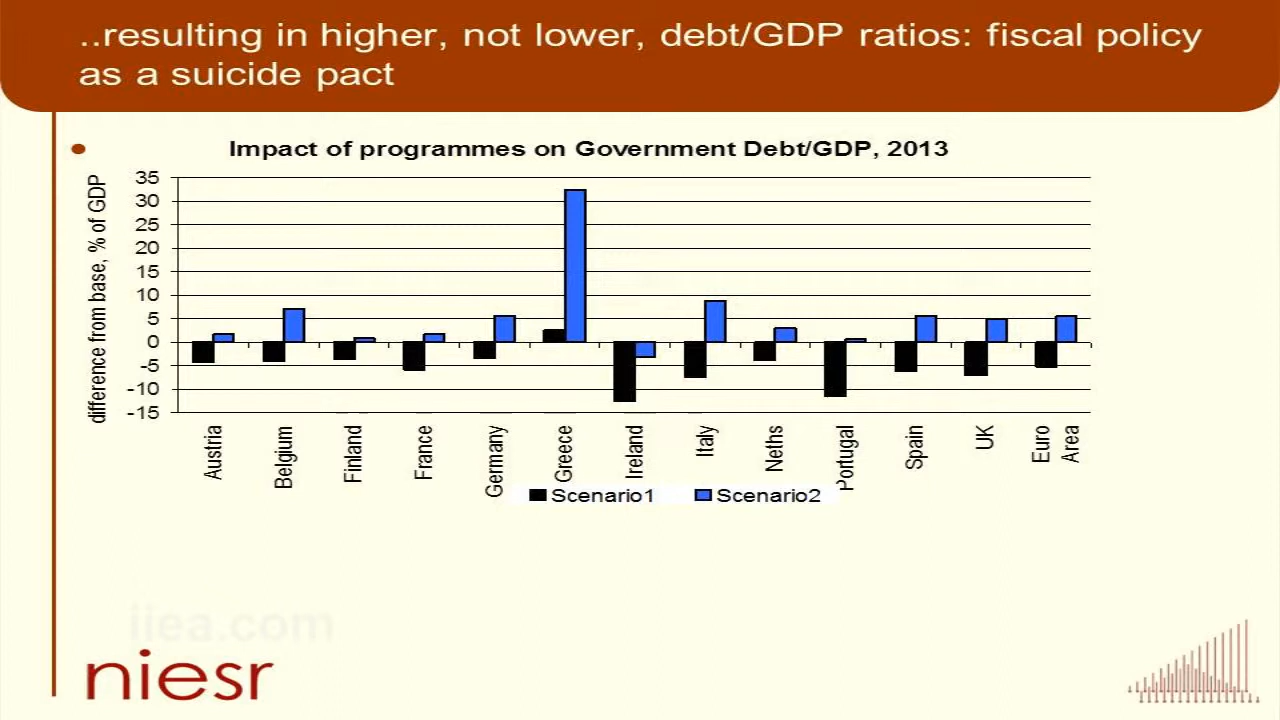 ..resulting in higher, not lower, debt/GDP ratios: fiscal policy
as a suicide pact
Impact of programmes on Government Debt/GDP, 2013
difference from base, % of GDP
35
30
25
20
15
10
5
0
-5
-10
-15
Austria
Belgium
Finland
France
Germany
Greece
Ireland
Italy
Neths
Portugal
Spain
UK
Euro
Area
Scenario1
Scenario2
iiea.com
niesr